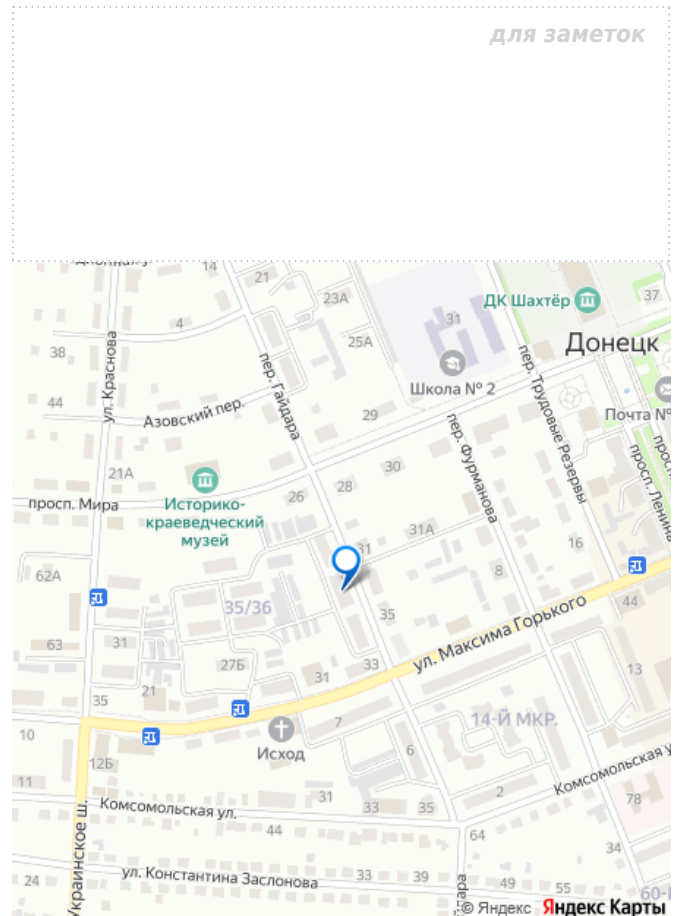 для заметок
14
21
23А
ДК Шахтёр
37
4
31
25А
Донецк
38
ул. Краснова
пер. Гайдара
Школа № 2
пер. Трудовые Резервы
44
Азовский пер.
29
Почта №
пер. Фурманова
просп. Ленина
21А
30
28
26
просп. Мира
Историко-
краеведческий
музей
31А
31
16
62А
8
35/36
35
44
ул. Максима Горького
63
31
27Б
33
13
21
31
35
7
14-Й МКР.
10
Исход
6
12Б
Комсомольская у
11
31
2
78
Комсомольская ул.
33
35
44
64
34
Украинское ш.
24
ул. Константина Заслонова
33
39
49
55
© Яндекс Яндекс Карты